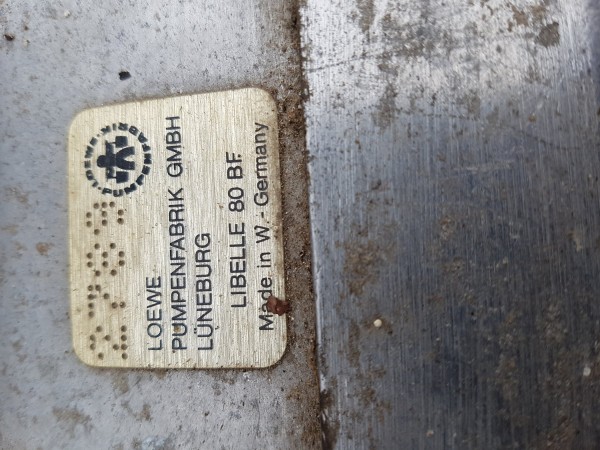 LOEWE
PUMPENFABRIK GMBH
LÜNEBURG
LIBELLE 80 BF
Made in W.-Germany